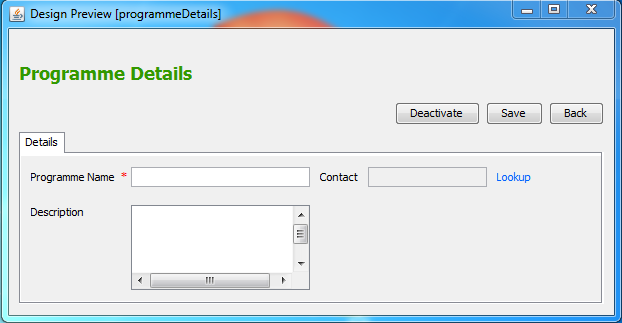 Design Preview [programmeDetails]
Programme Details
Deactivate Save Back
Details
Programme Name * Contact Lookup
Description